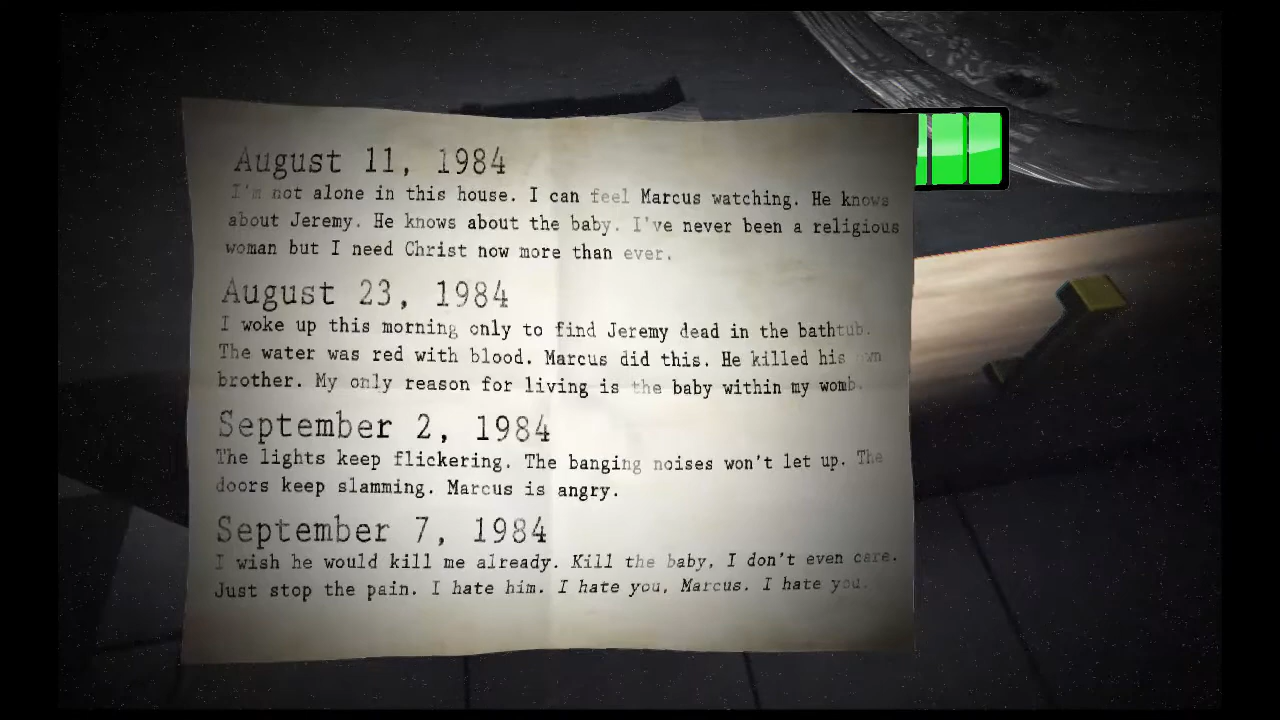 August 11, 1984
I'm not alone in this house. I can feel Marcus watching. He knows
about Jeremy. He knows about the baby. I've never been a religious
woman but I need Christ now more than ever.
August 23, 1984
I woke up this morning only to find Jeremy dead in the bathtub.
The water was red with blood. Marcus did this. He killed his own
brother. My only reason for living is the baby within my womb.
September 2, 1984
The lights keep flickering. The banging noises won't let up. The
doors keep slamming. Marcus is angry.
September 7, 1984
I wish he would kill me already. Kill the baby, I don't even care.
Just stop the pain. I hate him. I hate you, Marcus. I hate you.